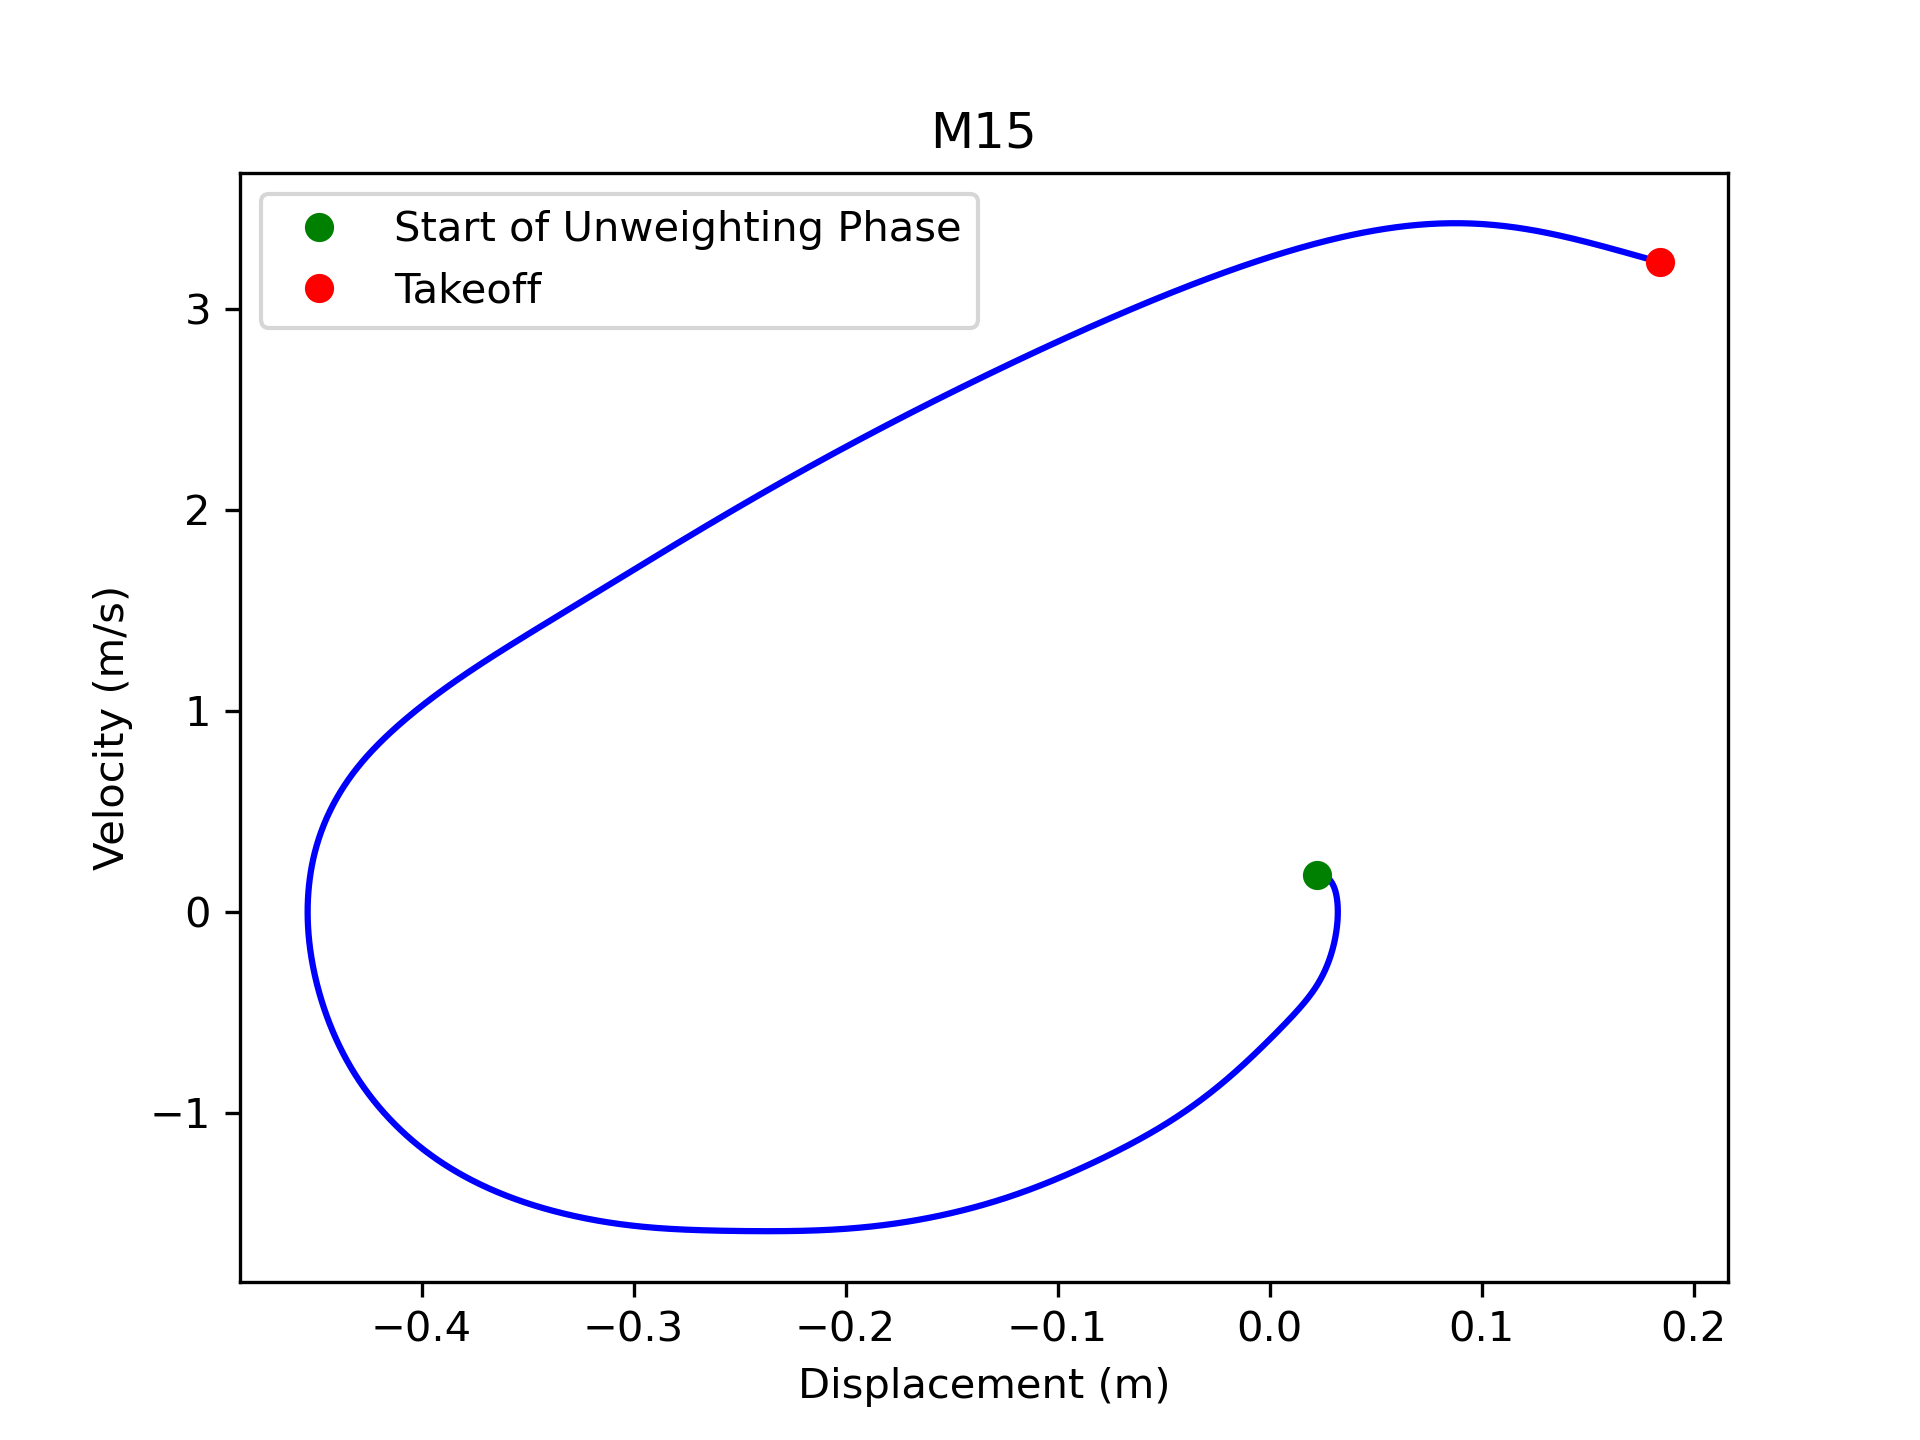 M15
Start of Unweighting Phase
Takeoff
Velocity (m/s)
3
2
1
0
−1
−0.4 −0.3 −0.2 −0.1 0.0 0.1 0.2
Displacement (m)